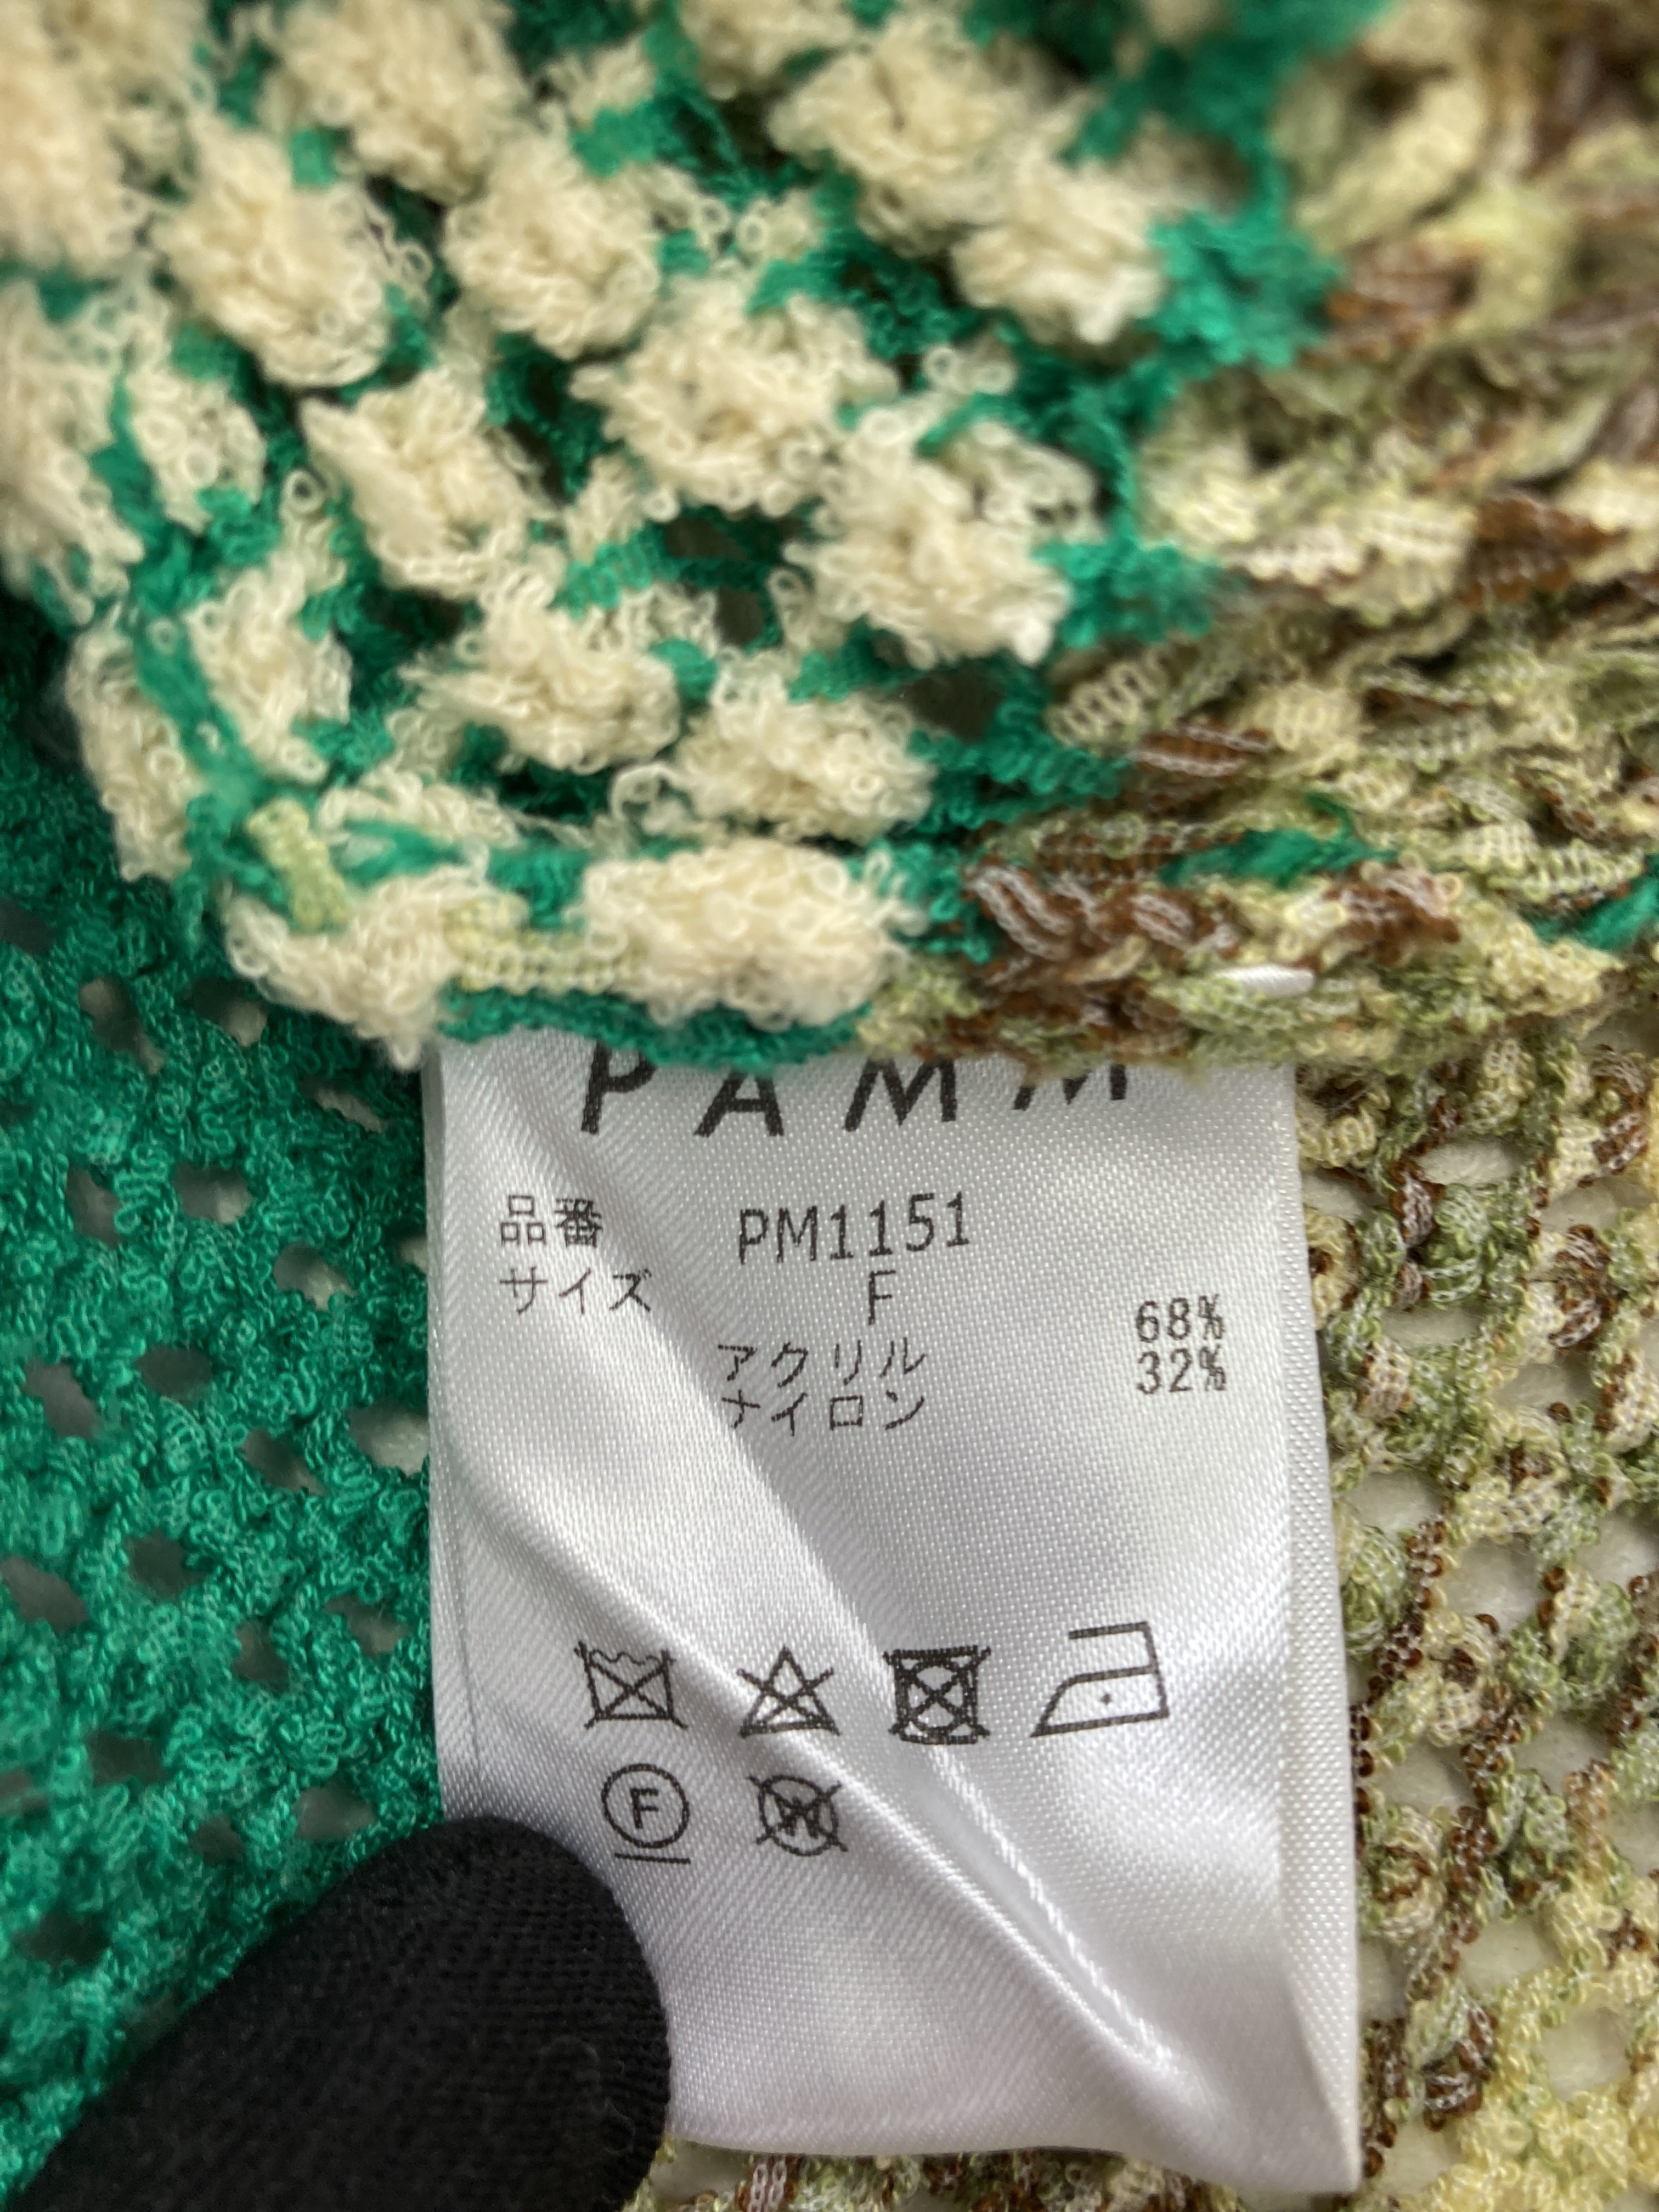 PAMM
品番 PM1151
サイズ F
アクリル 68%
ナイロン 32%
F W